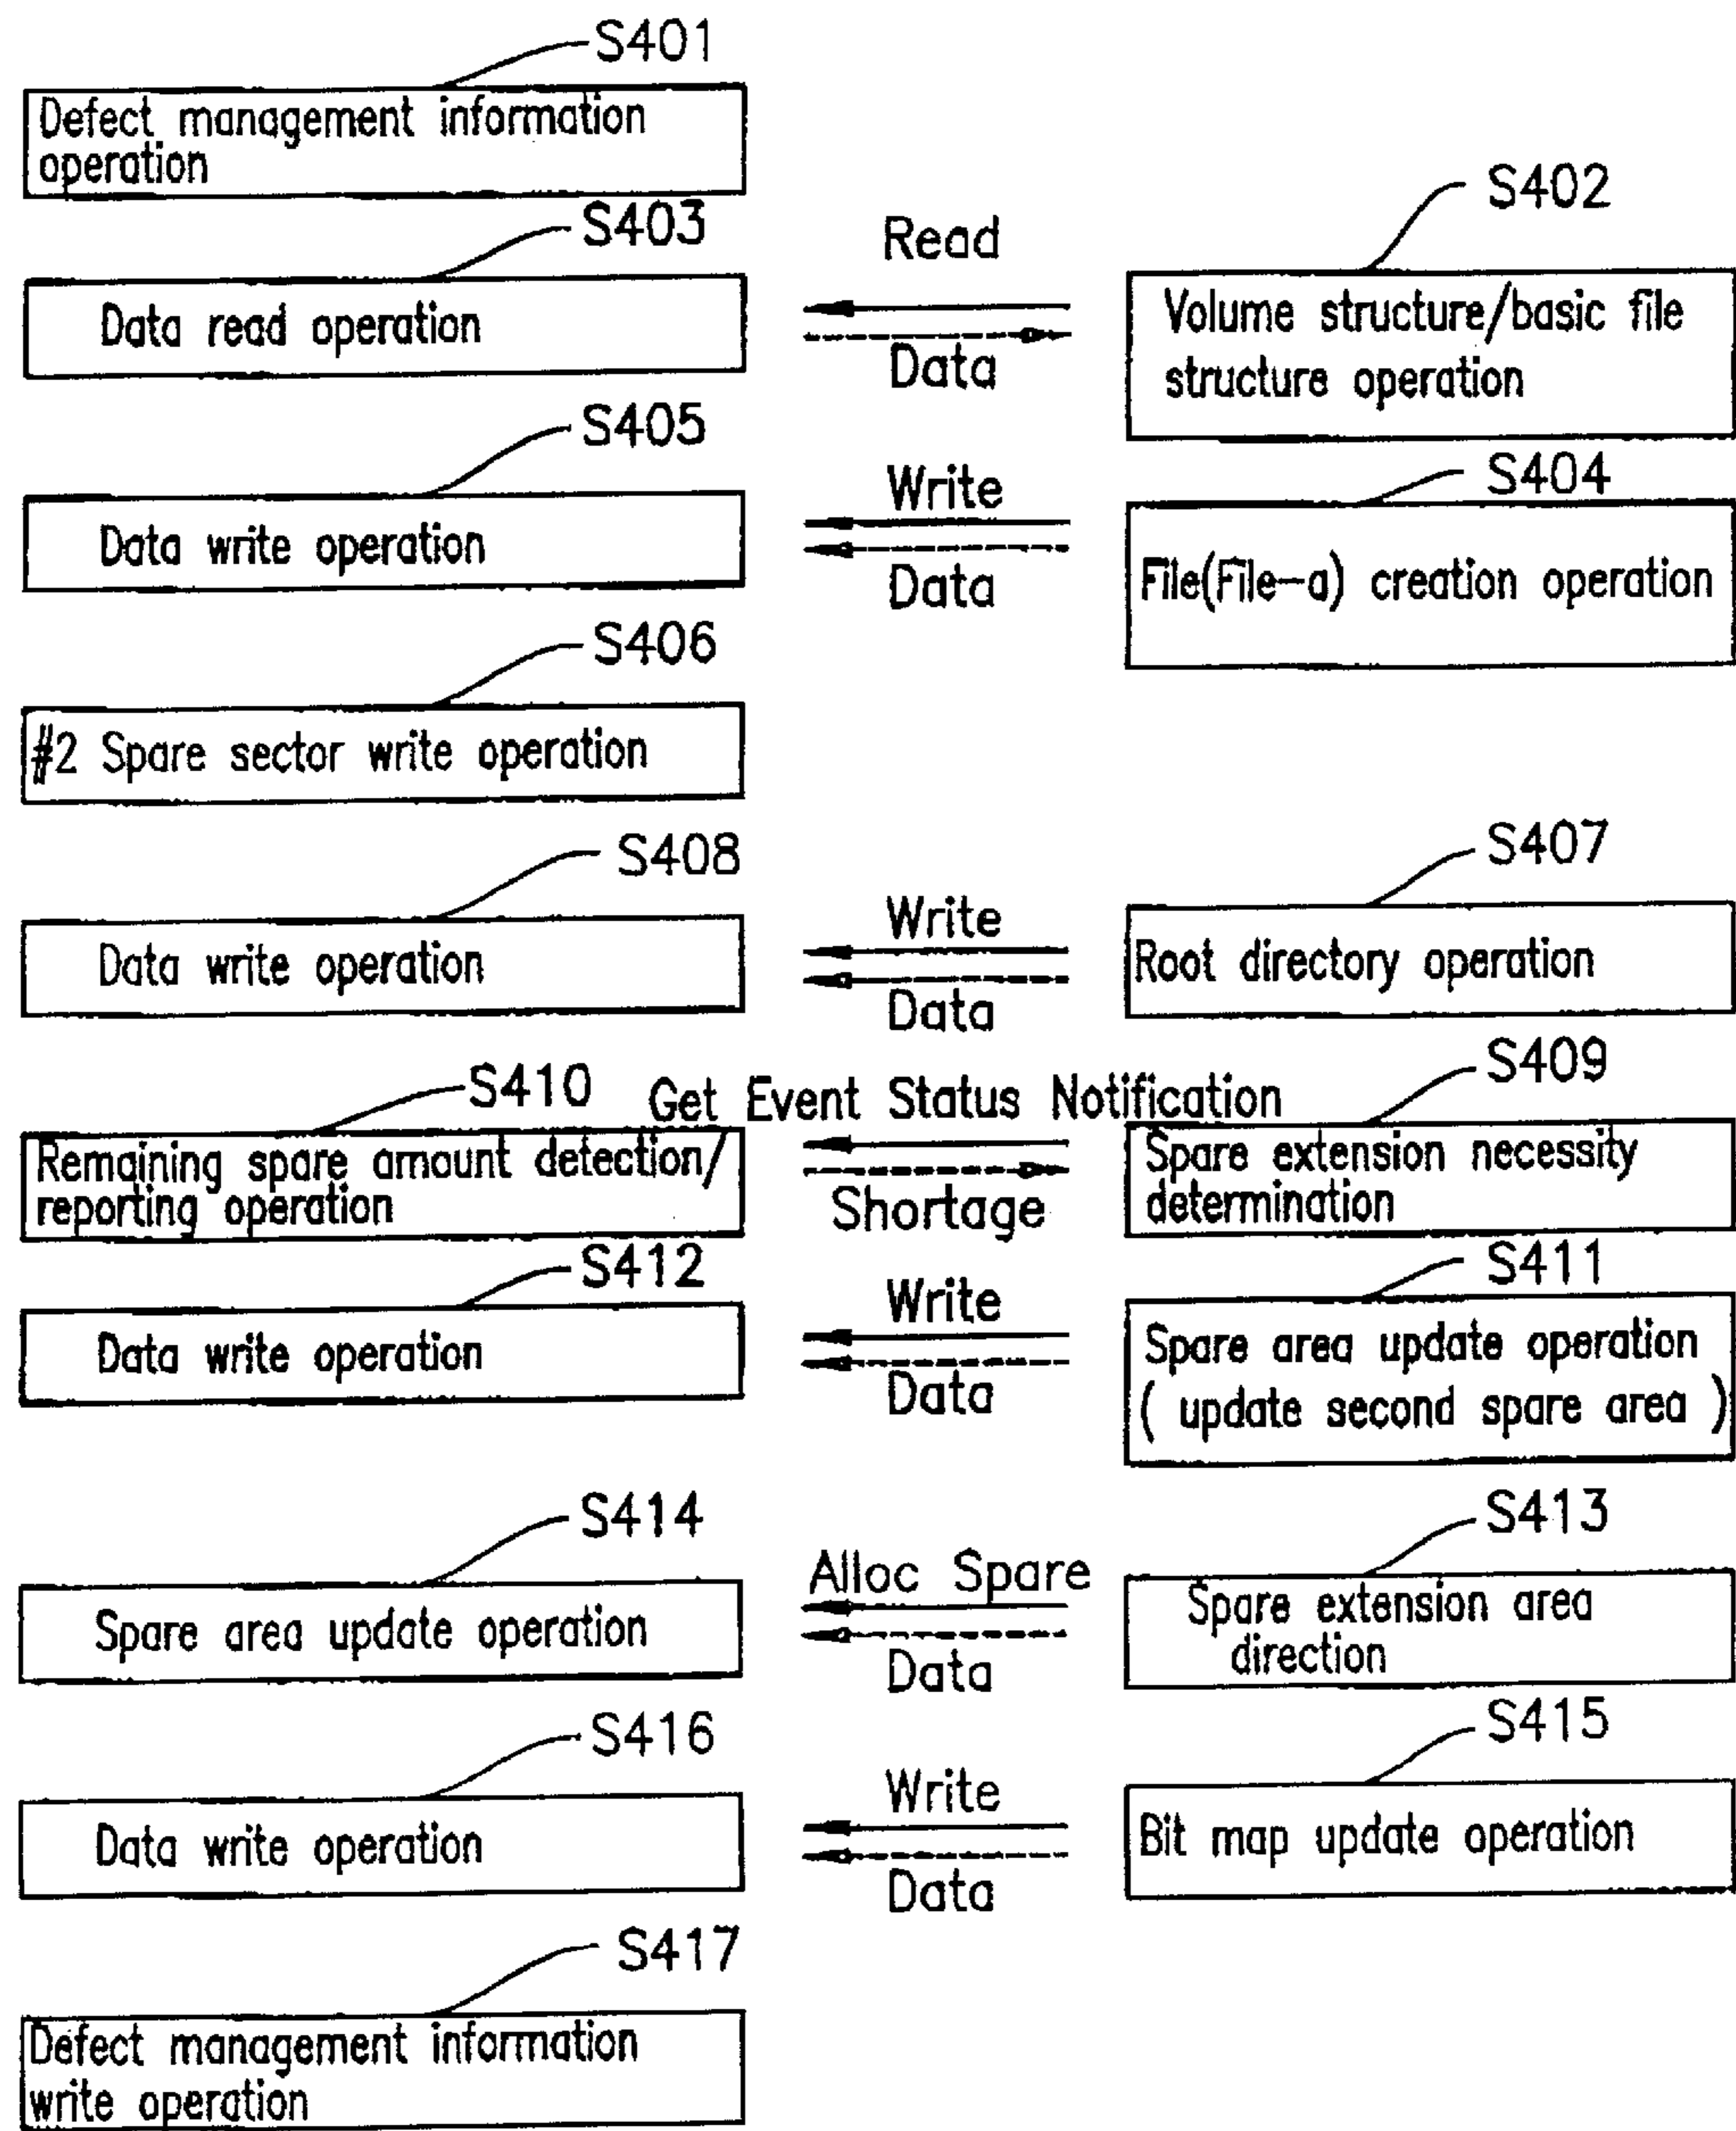 S401
Defect management information
operation
S402
S403
Read
Data read operation
Volume structure/basic file
structure operation
Data
S405
S404
Write
Data write operation
File(File-a) creation operation
Data
S406
#2 Spare sector write operation
S408
S407
Write
Data write operation
Root directory operation
Data
S410
S409
Get Event Status Notification
Remaining spare amount detection/
reporting operation
Spare extension necessity
determination
Shortage
S412
S411
Write
Data write operation
Spare area update operation
( update second spare area )
Data
S414
S413
Alloc Spare
Spare area update operation
Spare extension area
direction
Data
S416
S415
Write
Data write operation
Bit map update operation
Data
S417
Defect management information
write operation